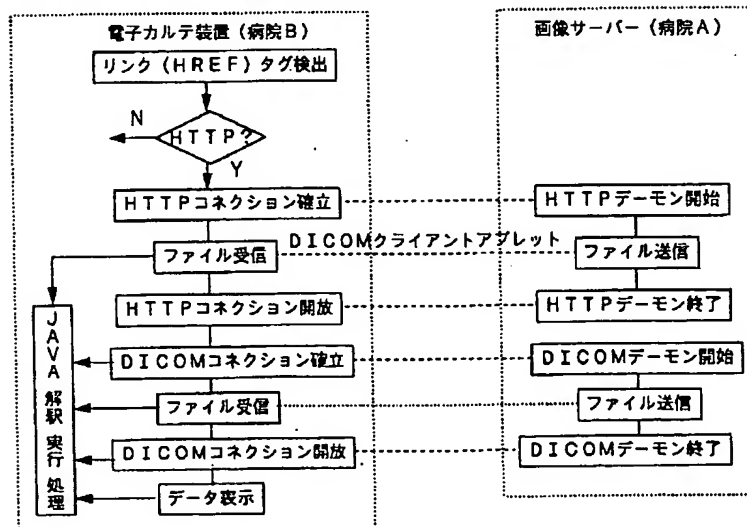 電子カルテ装置(病院B)
リンク(HREF)タグ検出
N
HTTP?
Y
HTTPコネクション確立
ファイル受信
HTTPコネクション開放
DICOMコネクション確立
ファイル受信
DICOMコネクション開放
データ表示
JAVA 解釈 実行 処理
DICOMクライアントアプレット
画像サーバー(病院A)
HTTPデーモン開始
ファイル送信
HTTPデーモン終了
DICOMデーモン開始
ファイル送信
DICOMデーモン終了